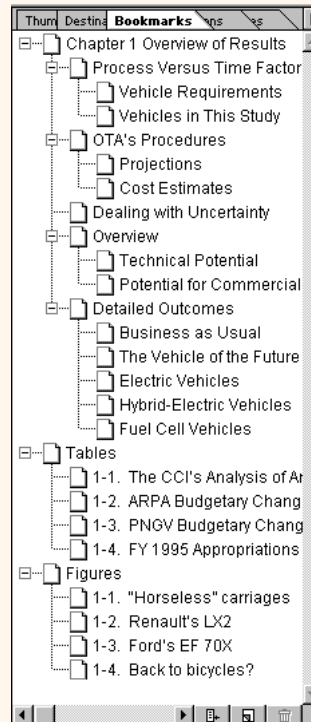 Thum Destina Bookmarks ns es
Chapter 1 Overview of Results
Process Versus Time Factor
Vehicle Requirements
Vehicles in This Study
OTA's Procedures
Projections
Cost Estimates
Dealing with Uncertainty
Overview
Technical Potential
Potential for Commercial
Detailed Outcomes
Business as Usual
The Vehicle of the Future
Electric Vehicles
Hybrid-Electric Vehicles
Fuel Cell Vehicles
Tables
1-1. The CCI's Analysis of Ar
1-2. ARPA Budgetary Chang
1-3. PNGV Budgetary Chang
1-4. FY 1995 Appropriations
Figures
1-1. "Horseless" carriages
1-2. Renault's LX2
1-3. Ford's EF 70X
1-4. Back to bicycles?